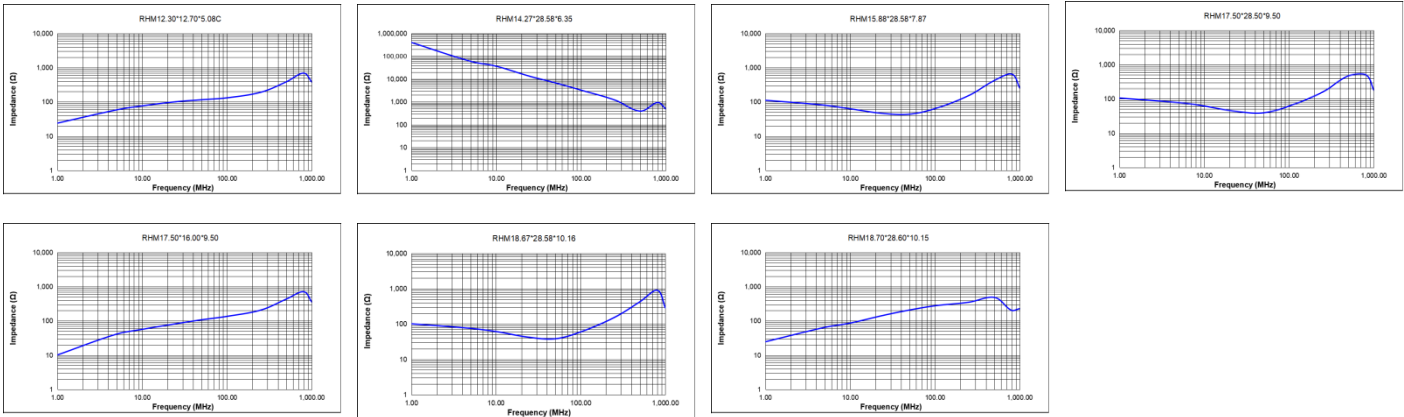 RHM12.30*12.70*5.08C
10,000
1,000
100
10
1
Impedance (Ω)
1.00 10.00 100.00 1,000.00
Frequency (MHz)
RHM14.27*28.58*6.35
1,000,000
100,000
10,000
1,000
100
10
1
Impedance (Ω)
1.00 10.00 100.00 1,000.00
Frequency (MHz)
RHM15.88*28.58*7.87
10,000
1,000
100
10
1
Impedance (Ω)
1.00 10.00 100.00 1,000.00
Frequency (MHz)
RHM17.50*28.50*9.50
10,000
1,000
100
10
1
Impedance (Ω)
1.00 10.00 100.00 1,000.00
Frequency (MHz)
RHM17.50*16.00*9.50
10,000
1,000
100
10
1
Impedance (Ω)
1.00 10.00 100.00 1,000.00
Frequency (MHz)
RHM18.67*28.58*10.16
10,000
1,000
100
10
1
Impedance (Ω)
1.00 10.00 100.00 1,000.00
Frequency (MHz)
RHM18.70*28.60*10.15
10,000
1,000
100
10
1
Impedance (Ω)
1.00 10.00 100.00 1,000.00
Frequency (MHz)